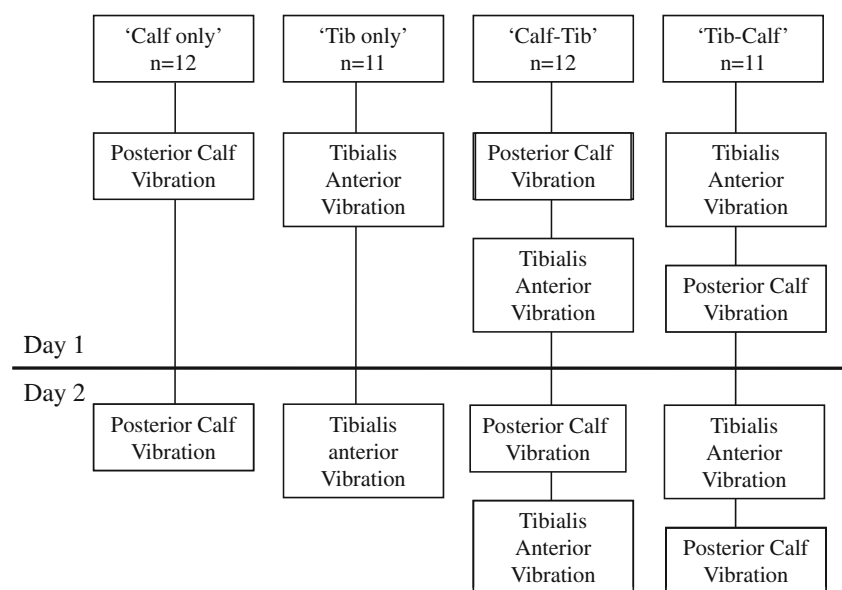 ‘Calf only’
n=12
‘Tib only’
n=11
‘Calf-Tib’
n=12
‘Tib-Calf’
n=11
Posterior Calf
Vibration
Tibialis
Anterior
Vibration
Posterior Calf
Vibration
Tibialis
Anterior
Vibration
Tibialis
Anterior
Vibration
Posterior Calf
Vibration
Day 1
Day 2
Posterior Calf
Vibration
Tibialis
anterior
Vibration
Posterior Calf
Vibration
Tibialis
Anterior
Vibration
Tibialis
Anterior
Vibration
Posterior Calf
Vibration